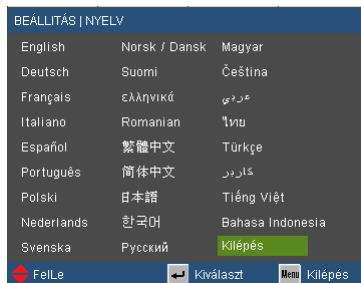 BEÁLLÍTÁS | NYELV
English Norsk / Dansk Magyar
Deutsch Suomi Čeština
Français ελληνικά عربي
Italiano Romanian ไทย
Español 繁體中文 Türkçe
Português 简体中文
Polski 日本語 Tiếng Việt
Nederlands 한국어 Bahasa Indonesia
Svenska Русский Kilépés
FelLe Kiválaszt Menu Kilépés